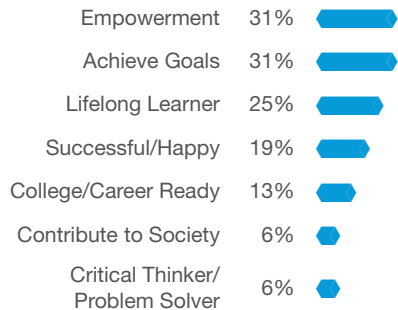 Empowerment 31%
Achieve Goals 31%
Lifelong Learner 25%
Successful/Happy 19%
College/Career Ready 13%
Contribute to Society 6%
Critical Thinker/
Problem Solver 6%